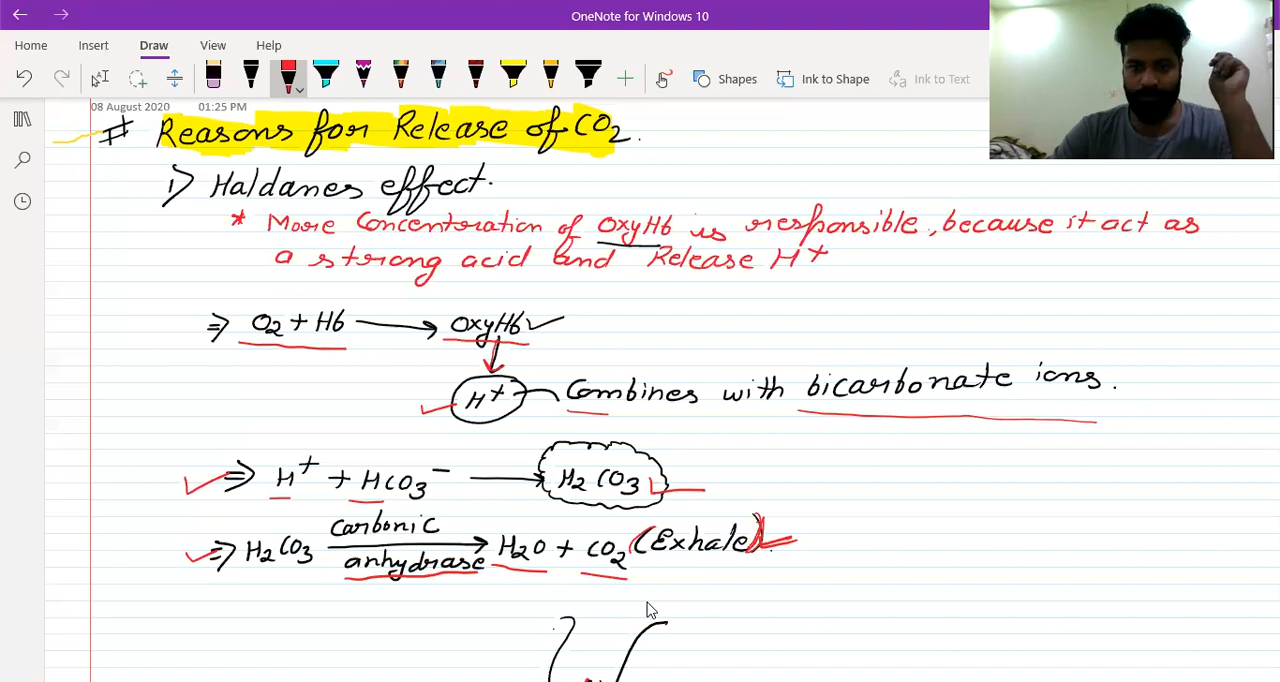 OneNote for Windows 10
Home Insert Draw View Help
Shapes Ink to Shape Ink to Text
08 August 2020 01:25 PM
# Reasons for Release of CO2.
1) Haldanes effect.
* More Concentration of OxyHb is responsible, because it act as
a strong acid and Release H+
⇒ O2 + Hb → OxyHb ✓
H+ Combines with bicarbonate ions.
⇒ H+ + HCO3- → H2CO3
⇒ H2CO3 carbonic anhydrase → H2O + CO2 (Exhale).